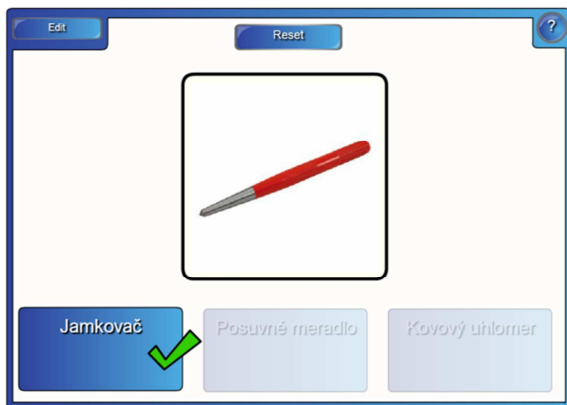 Edit
Reset
?
Jamkovač
Posuvné meradlo
Kovový uhlomer